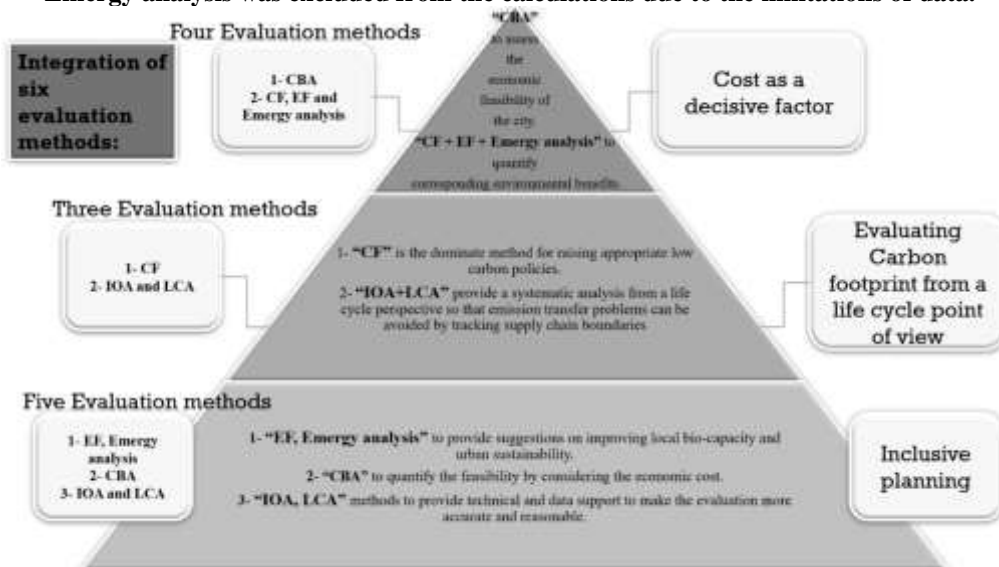 Emergy analysis was excluded from the calculations due to the limitations of data.
Four Evaluation methods
Integration of
six
evaluation
methods:
1- CBA
2- CF, EF and
Emergy analysis
"CBA"
to assess
the
economic
feasibility of
the city.
"CF + EF + Emergy analysis" to
quantify
corresponding environmental benefits.
Cost as a
decisive factor
Three Evaluation methods
1- CF
2- IOA and LCA
1- "CF" is the dominate method for raising appropriate low
carbon policies.
2- "IOA+LCA" provide a systematic analysis from a life
cycle perspective so that emission transfer problems can be
avoided by tracking supply chain boundaries
Evaluating
Carbon
footprint from a
life cycle point
of view
Five Evaluation methods
1- EF, Emergy
analysis
2- CBA
3- IOA and LCA
1- "EF, Emergy analysis" to provide suggestions on improving local bio-capacity and
urban sustainability.
2- "CBA" to quantify the feasibility by considering the economic cost.
3- "IOA, LCA" methods to provide technical and data support to make the evaluation more
accurate and reasonable.
Inclusive
planning